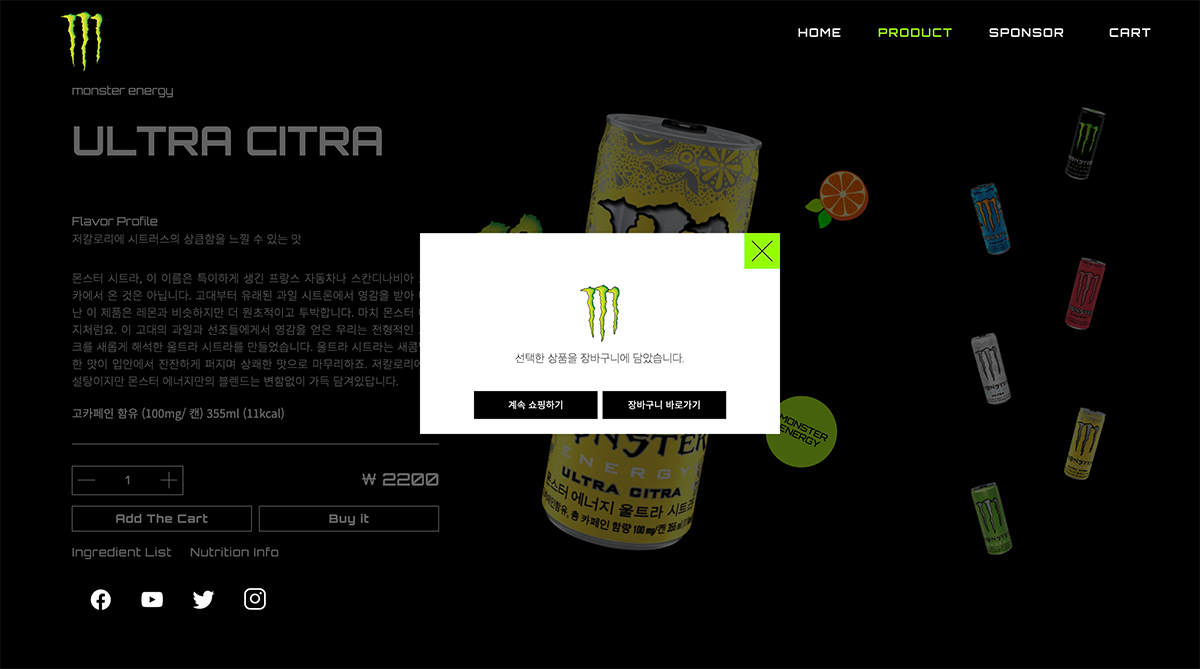 HOME PRODUCT SPONSOR CART
monster energy
ULTRA CITRA
Flavor Profile
저칼로리에 시트러스의 상큼함을 느낄 수 있는 맛
몬스터 시트라, 이 이름은 특이하게 생긴 프랑스 자동차나 스칸디나비아
카에서 온 것은 아닙니다. 고대부터 유래된 과일 시트론에서 영감을 받아
난 이 제품은 레몬과 비슷하지만 더 원초적이고 투박합니다. 마치 몬스터
지처럼요. 이 고대의 과일과 선조들에게서 영감을 얻은 우리는 전형적인
크를 새롭게 해석한 울트라 시트라를 만들었습니다. 울트라 시트라는 새콤
한 맛이 입안에서 잔잔하게 퍼지며 상쾌한 맛으로 마무리하죠. 저칼로리에
설탕이지만 몬스터 에너지만의 블렌드는 변함없이 가득 담겨있답니다.
고카페인 함유 (100mg/ 캔) 355ml (11kcal)
1
₩ 2200
Add The Cart Buy it
Ingredient List Nutrition Info
선택한 상품을 장바구니에 담았습니다.
계속 쇼핑하기 장바구니 바로가기
MONSTER
ENERGY
MONSTER
ENERGY
ULTRA CITRA
몬스터 에너지 울트라 시트라